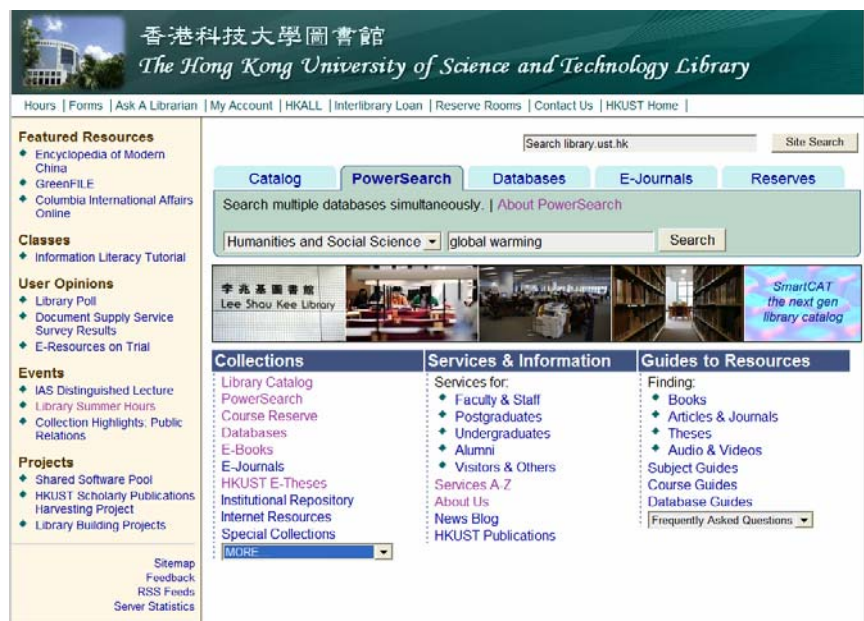 香港科技大學圖書館
The Hong Kong University of Science and Technology Library
Hours | Forms | Ask A Librarian | My Account | HKALL | Interlibrary Loan | Reserve Rooms | Contact Us | HKUST Home |
Featured Resources
Encyclopedia of Modern
China
GreenFILE
Columbia International Affairs
Online
Classes
Information Literacy Tutorial
User Opinions
Library Poll
Document Supply Service
Survey Results
E-Resources on Trial
Events
IAS Distinguished Lecture
Library Summer Hours
Collection Highlights: Public
Relations
Projects
Shared Software Pool
HKUST Scholarly Publications
Harvesting Project
Library Building Projects
Sitemap
Feedback
RSS Feeds
Server Statistics
Search library.ust.hk Site Search
Catalog PowerSearch Databases E-Journals Reserves
Search multiple databases simultaneously. | About PowerSearch
Humanities and Social Science global warming Search
李兆基圖書館
Lee Shau Kee Library
SmartCAT
the next gen
library catalog
Collections
Library Catalog
PowerSearch
Course Reserve
Databases
E-Books
E-Journals
HKUST E-Theses
Institutional Repository
Internet Resources
Special Collections
MORE...
Services & Information
Services for:
Faculty & Staff
Postgraduates
Undergraduates
Alumni
Visitors & Others
Services A-Z
About Us
News Blog
HKUST Publications
Guides to Resources
Finding:
Books
Articles & Journals
Theses
Audio & Videos
Subject Guides
Course Guides
Database Guides
Frequently Asked Questions